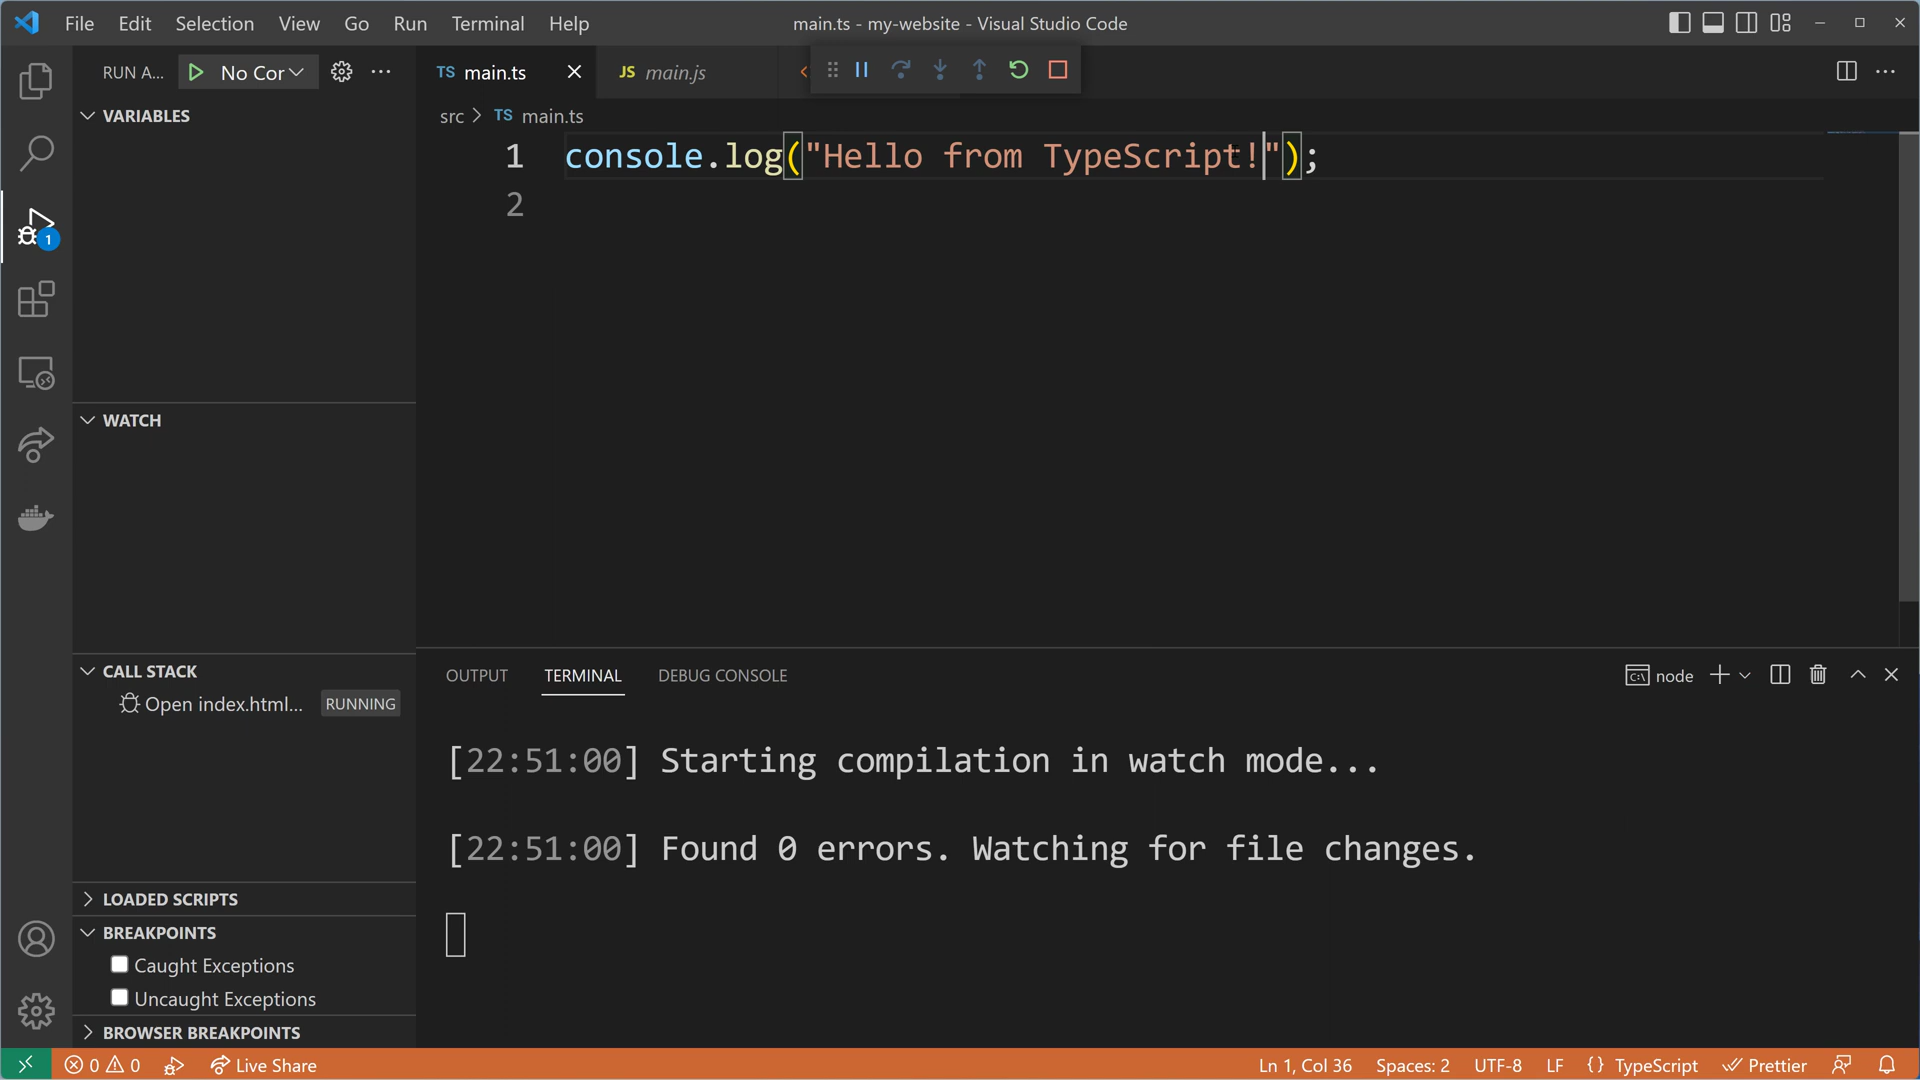 File Edit Selection View Go Run Terminal Help
main.ts - my-website - Visual Studio Code
RUN A... No Cor
TS main.ts
JS main.js
VARIABLES
src > TS main.ts
1 console.log("Hello from TypeScript!");
2
1
WATCH
CALL STACK
Open index.html... RUNNING
OUTPUT TERMINAL DEBUG CONSOLE
node
[22:51:00] Starting compilation in watch mode...
[22:51:00] Found 0 errors. Watching for file changes.
LOADED SCRIPTS
BREAKPOINTS
Caught Exceptions
Uncaught Exceptions
BROWSER BREAKPOINTS
0 0 Live Share
Ln 1, Col 36 Spaces: 2 UTF-8 LF {} TypeScript Prettier